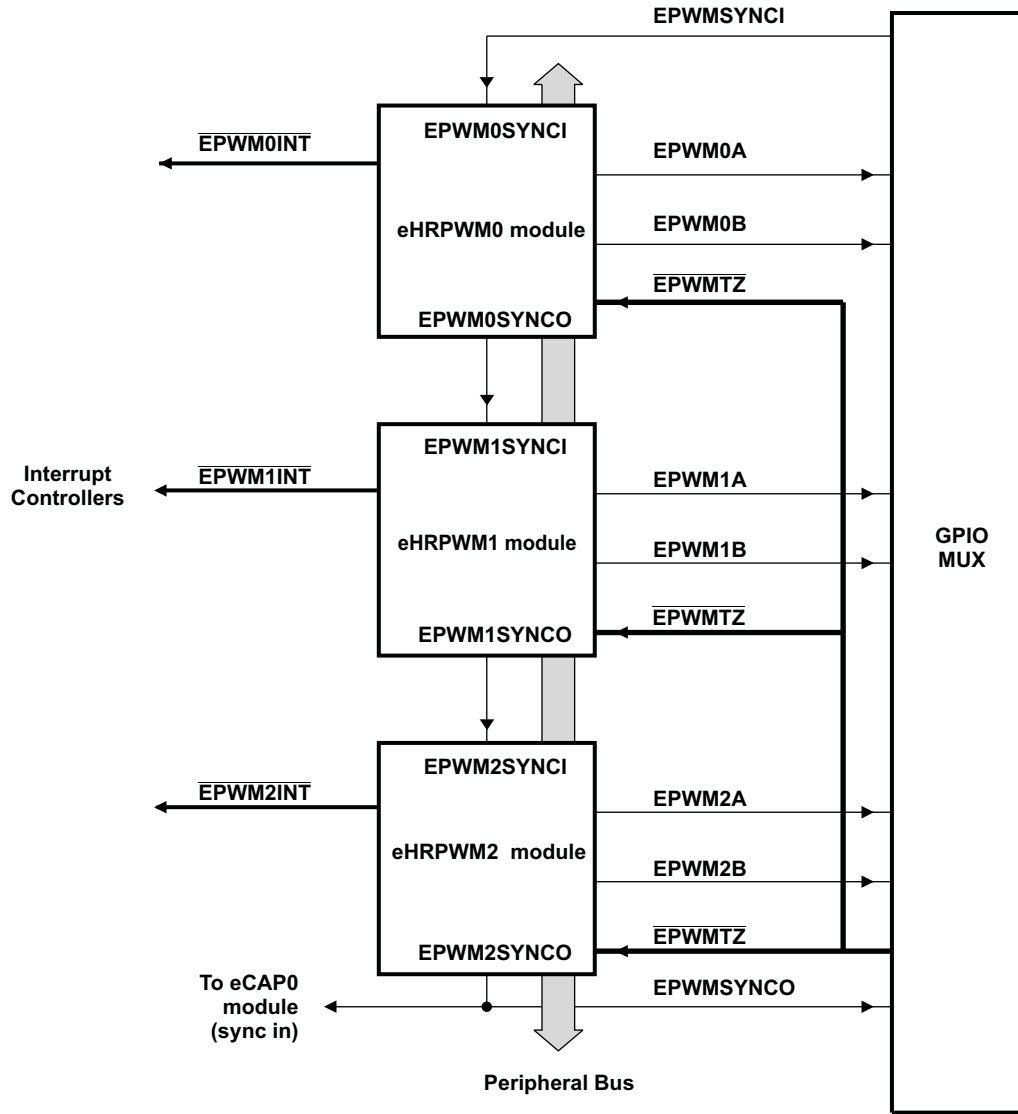 EPWMSYNCI
EPWM0SYNCI
EPWM0INT
EPWM0A
eHRPWM0 module
EPWM0B
EPWMTZ
EPWM0SYNCO
EPWM1SYNCI
Interrupt
Controllers
EPWM1INT
EPWM1A
eHRPWM1 module
EPWM1B
GPIO
MUX
EPWMTZ
EPWM1SYNCO
EPWM2SYNCI
EPWM2INT
EPWM2A
eHRPWM2 module
EPWM2B
EPWMTZ
EPWM2SYNCO
To eCAP0
module
(sync in)
EPWMSYNCO
Peripheral Bus